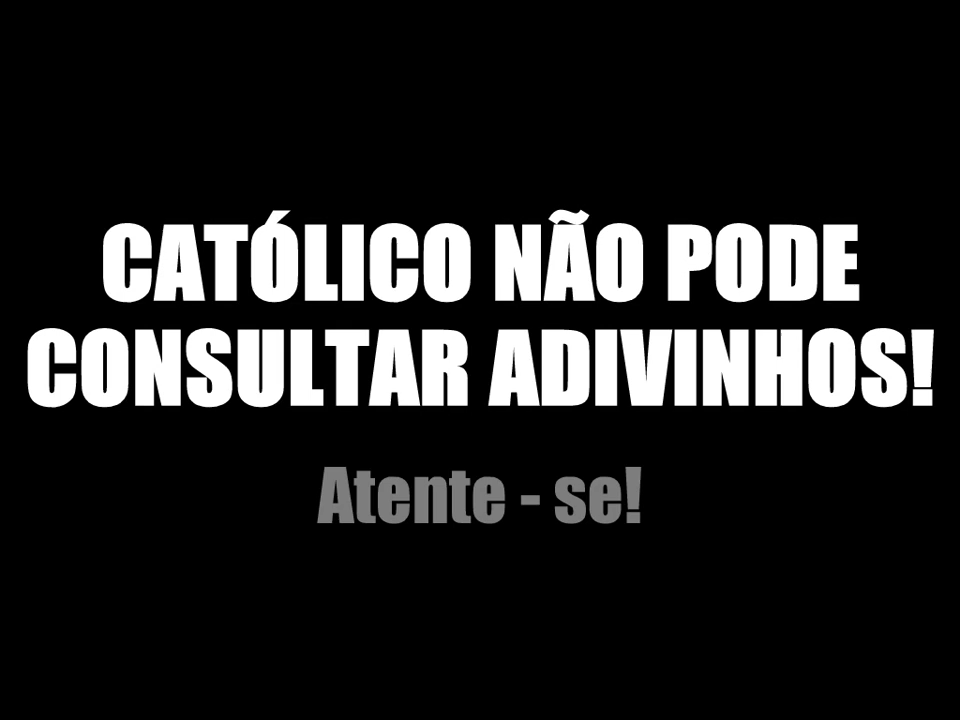 CATÓLICO NÃO PODE
CONSULTAR ADIVINHOS!
Atente - se!